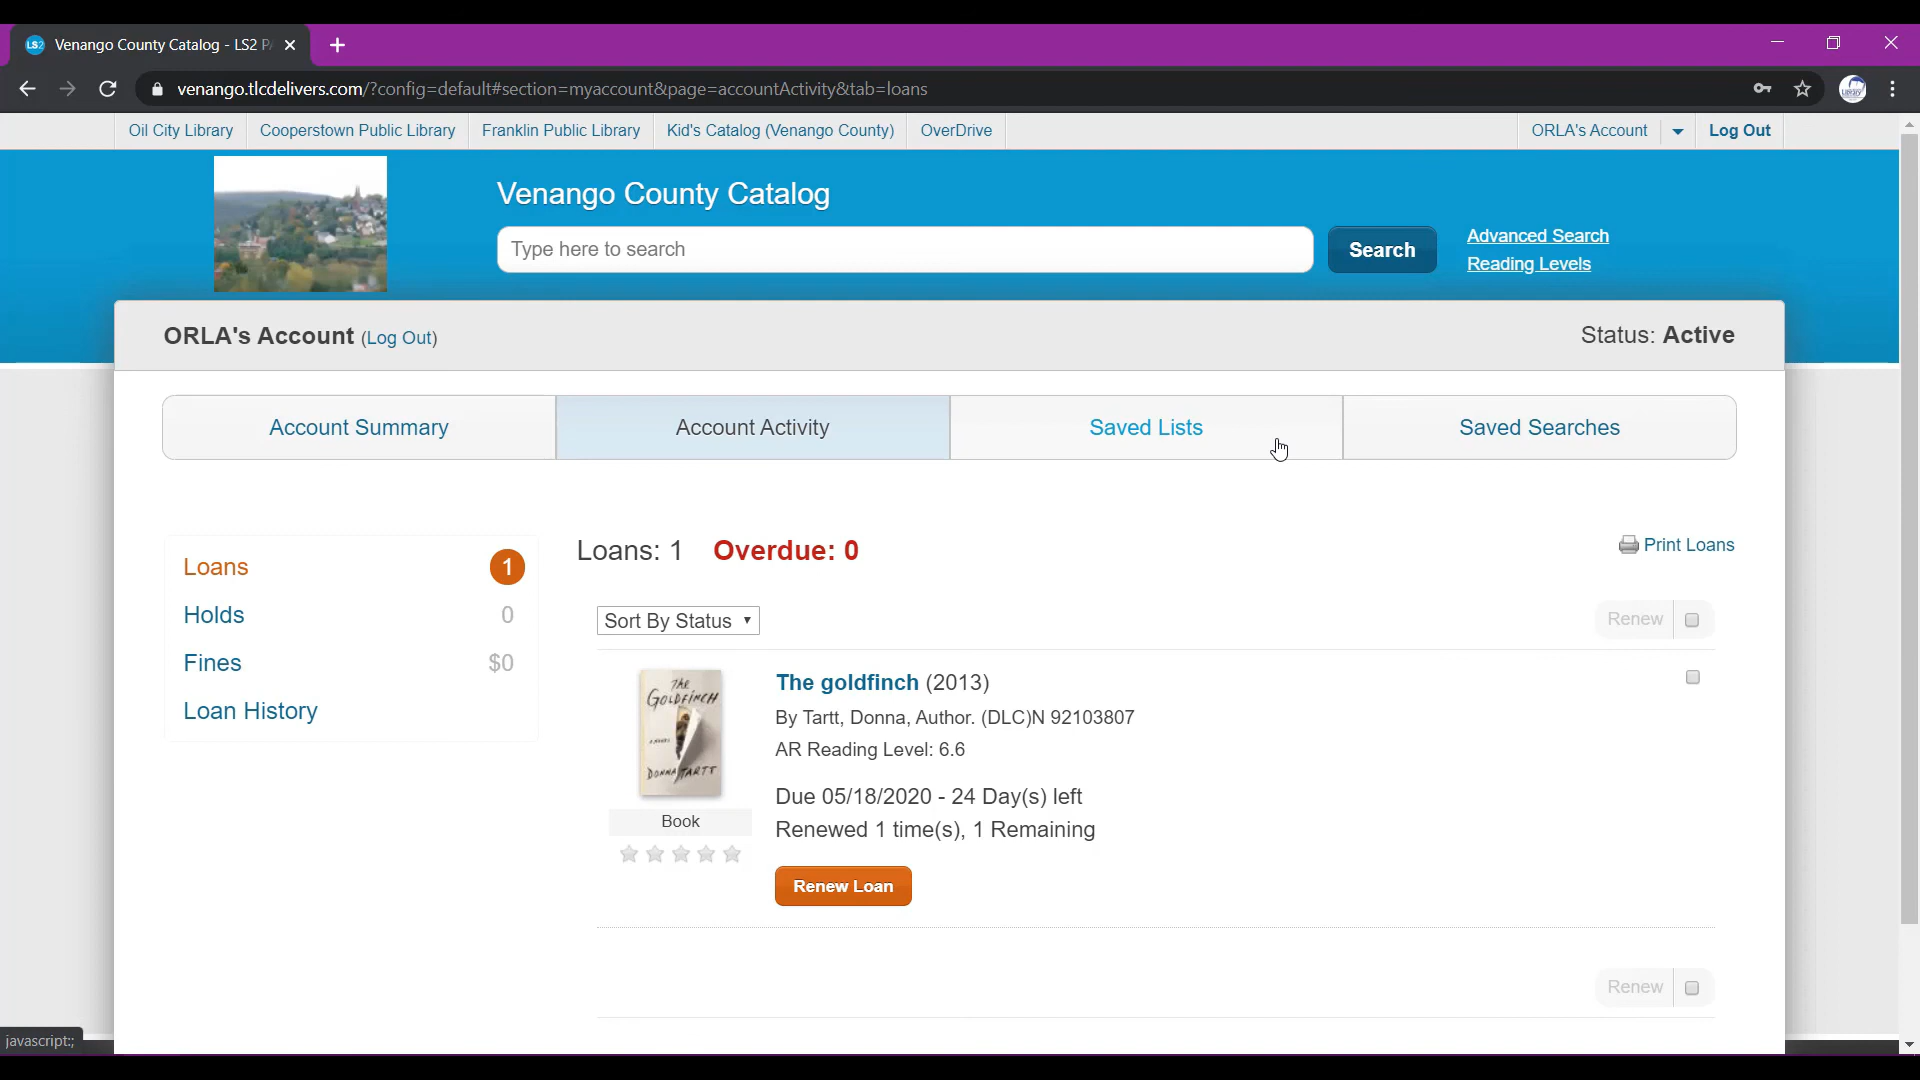 Venango County Catalog - LS2 P
venango.tlcdelivers.com/?config=default#section=myaccount&page=accountActivity&tab=loans
Oil City Library Cooperstown Public Library Franklin Public Library Kid's Catalog (Venango County) OverDrive ORLA's Account Log Out
Venango County Catalog
Type here to search Search
Advanced Search
Reading Levels
ORLA's Account (Log Out) Status: Active
Account Summary Account Activity Saved Lists Saved Searches
Loans 1
Holds 0
Fines $0
Loan History
Loans: 1 Overdue: 0 Print Loans
Sort By Status Renew
THE GOLDFINCH
DONNA TARTT
Book
The goldfinch (2013)
By Tartt, Donna, Author. (DLC)N 92103807
AR Reading Level: 6.6
Due 05/18/2020 - 24 Day(s) left
Renewed 1 time(s), 1 Remaining
Renew Loan
Renew
javascript:;